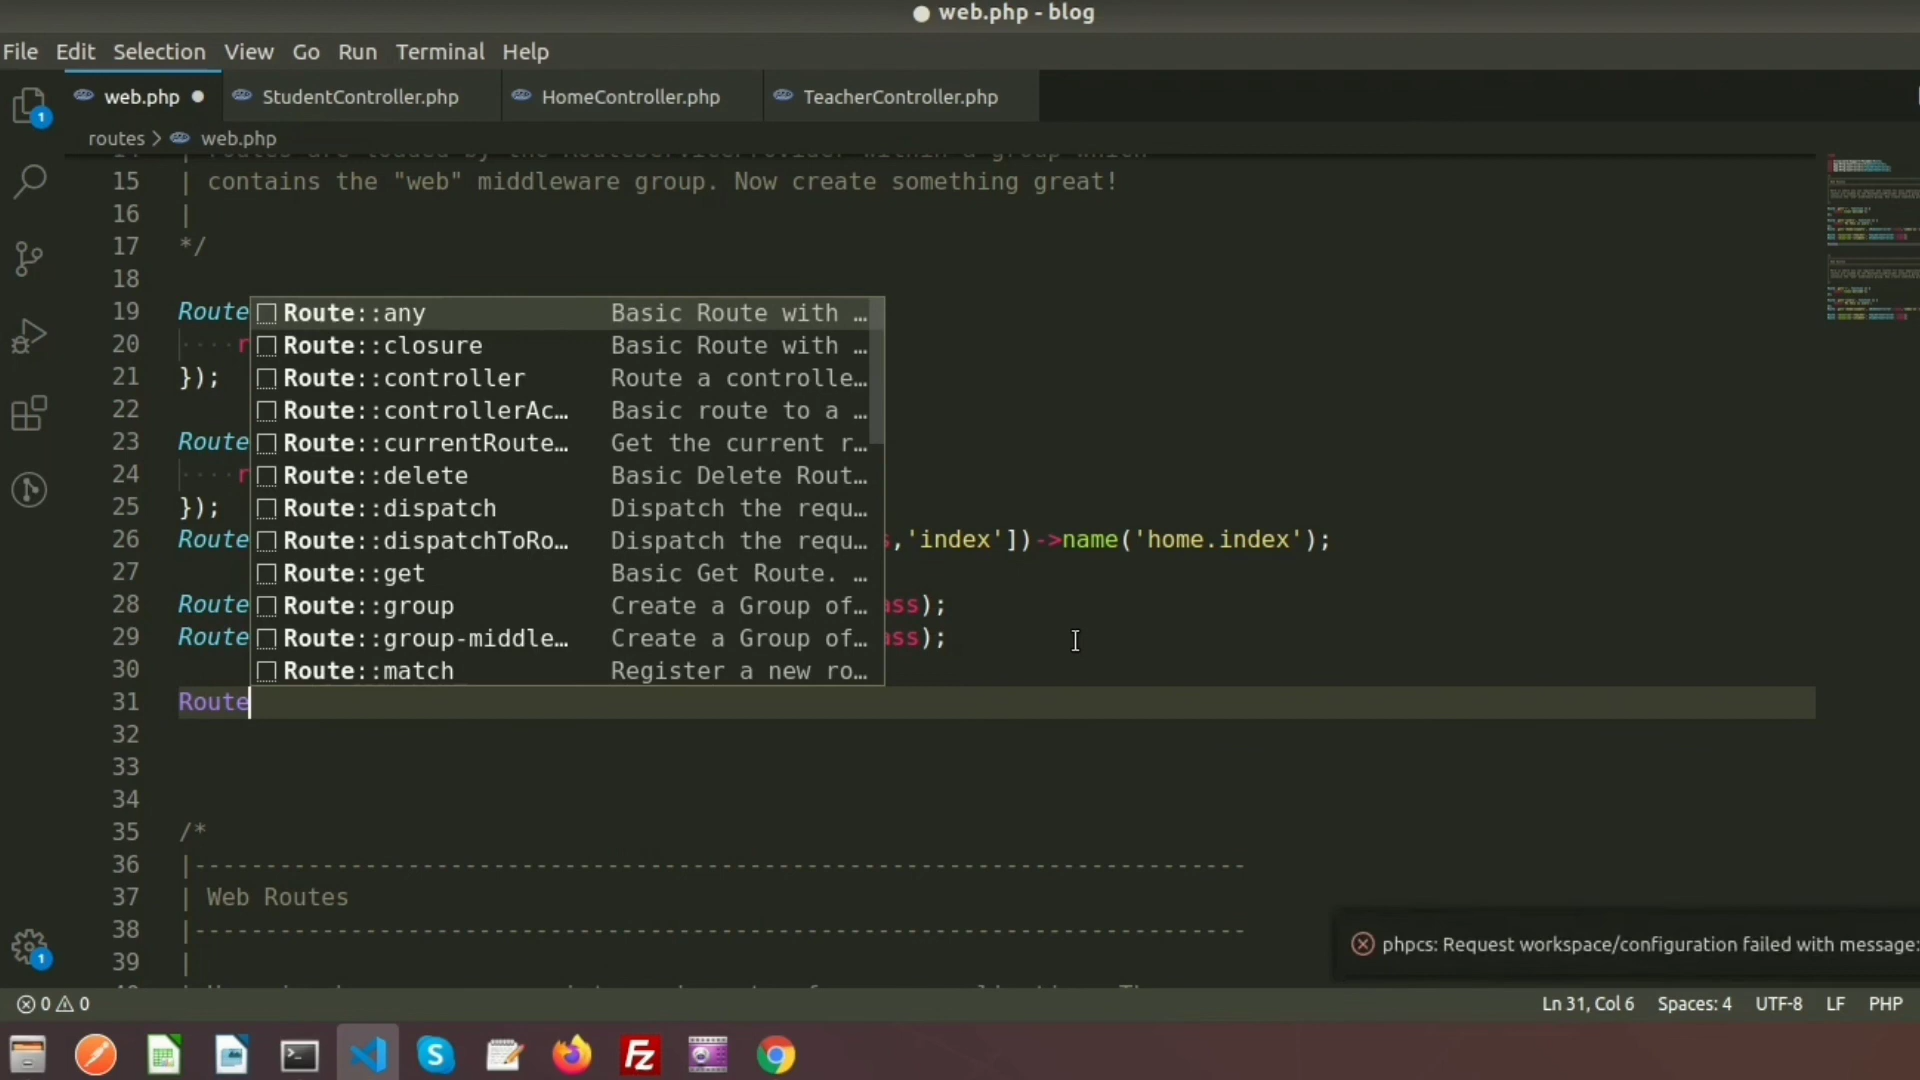 web.php - blog
File Edit Selection View Go Run Terminal Help
web.php StudentController.php HomeController.php TeacherController.php
routes > web.php
15 | contains the "web" middleware group. Now create something great!
16 |
17 */
18
19 Route
20 r
21 });
22
23 Route
24 r
25 });
26 Route ,'index'])->name('home.index');
27
28 Route ass);
29 Route ass);
30
31 Route
32
33
34
35 /*
36 |--------------------------------------------------------------------------
37 | Web Routes
38 |--------------------------------------------------------------------------
39 |
Route::any Basic Route with …
Route::closure Basic Route with …
Route::controller Route a controlle…
Route::controllerAc… Basic route to a …
Route::currentRoute… Get the current r…
Route::delete Basic Delete Rout…
Route::dispatch Dispatch the requ…
Route::dispatchToRo… Dispatch the requ…
Route::get Basic Get Route. …
Route::group Create a Group of…
Route::group-middle… Create a Group of…
Route::match Register a new ro…
1
1
phpcs: Request workspace/configuration failed with message:
0 0 Ln 31, Col 6 Spaces: 4 UTF-8 LF PHP
S
Fz